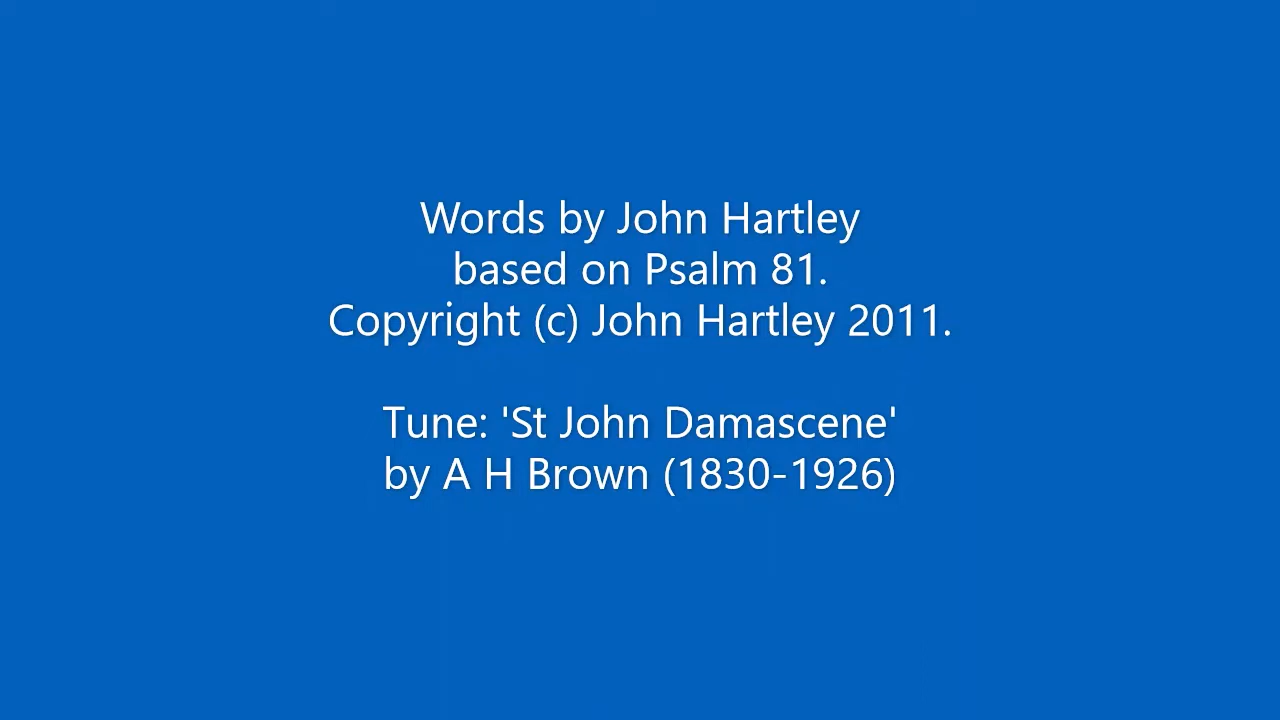 Words by John Hartley
based on Psalm 81.
Copyright (c) John Hartley 2011.
Tune: 'St John Damascene'
by A H Brown (1830-1926)